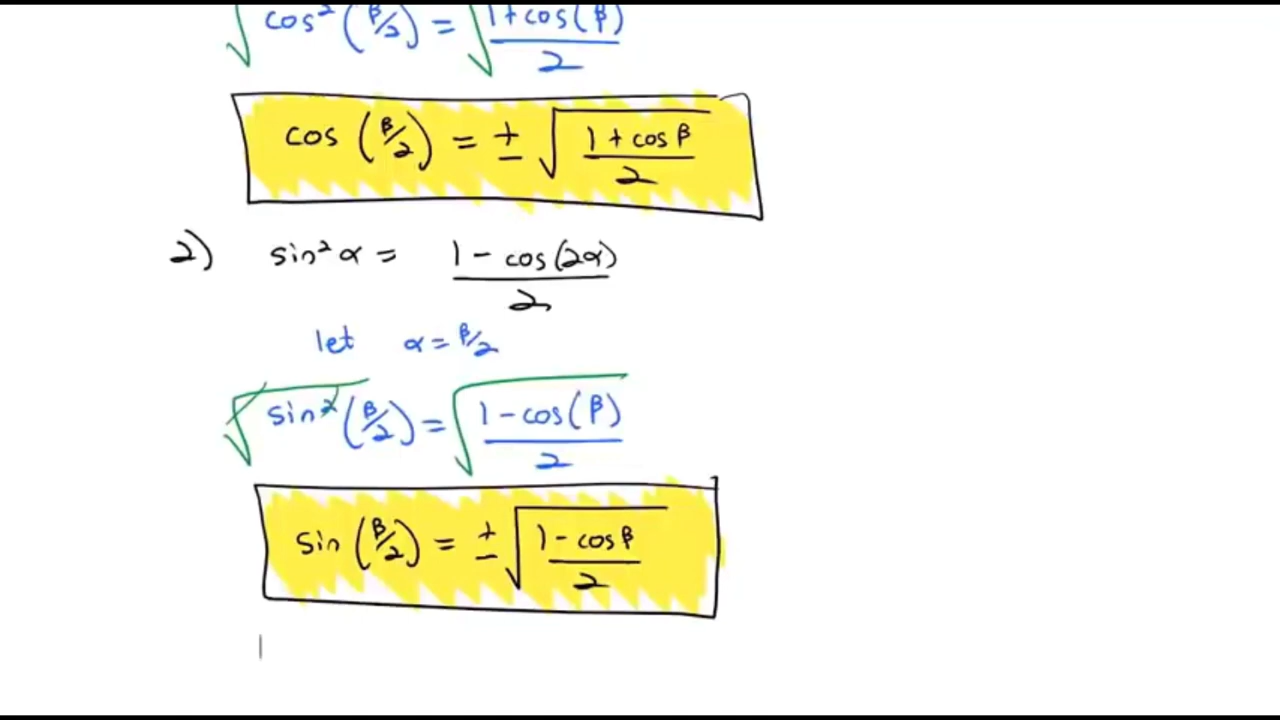 √cos²(β/2) = √(1+cos(β))/2
cos(β/2) = ± √(1 + cos β)/2
2) sin²α = (1 - cos(2α))/2
let α = β/2
√sin²(β/2) = √(1 - cos(β))/2
sin(β/2) = ± √(1 - cos β)/2